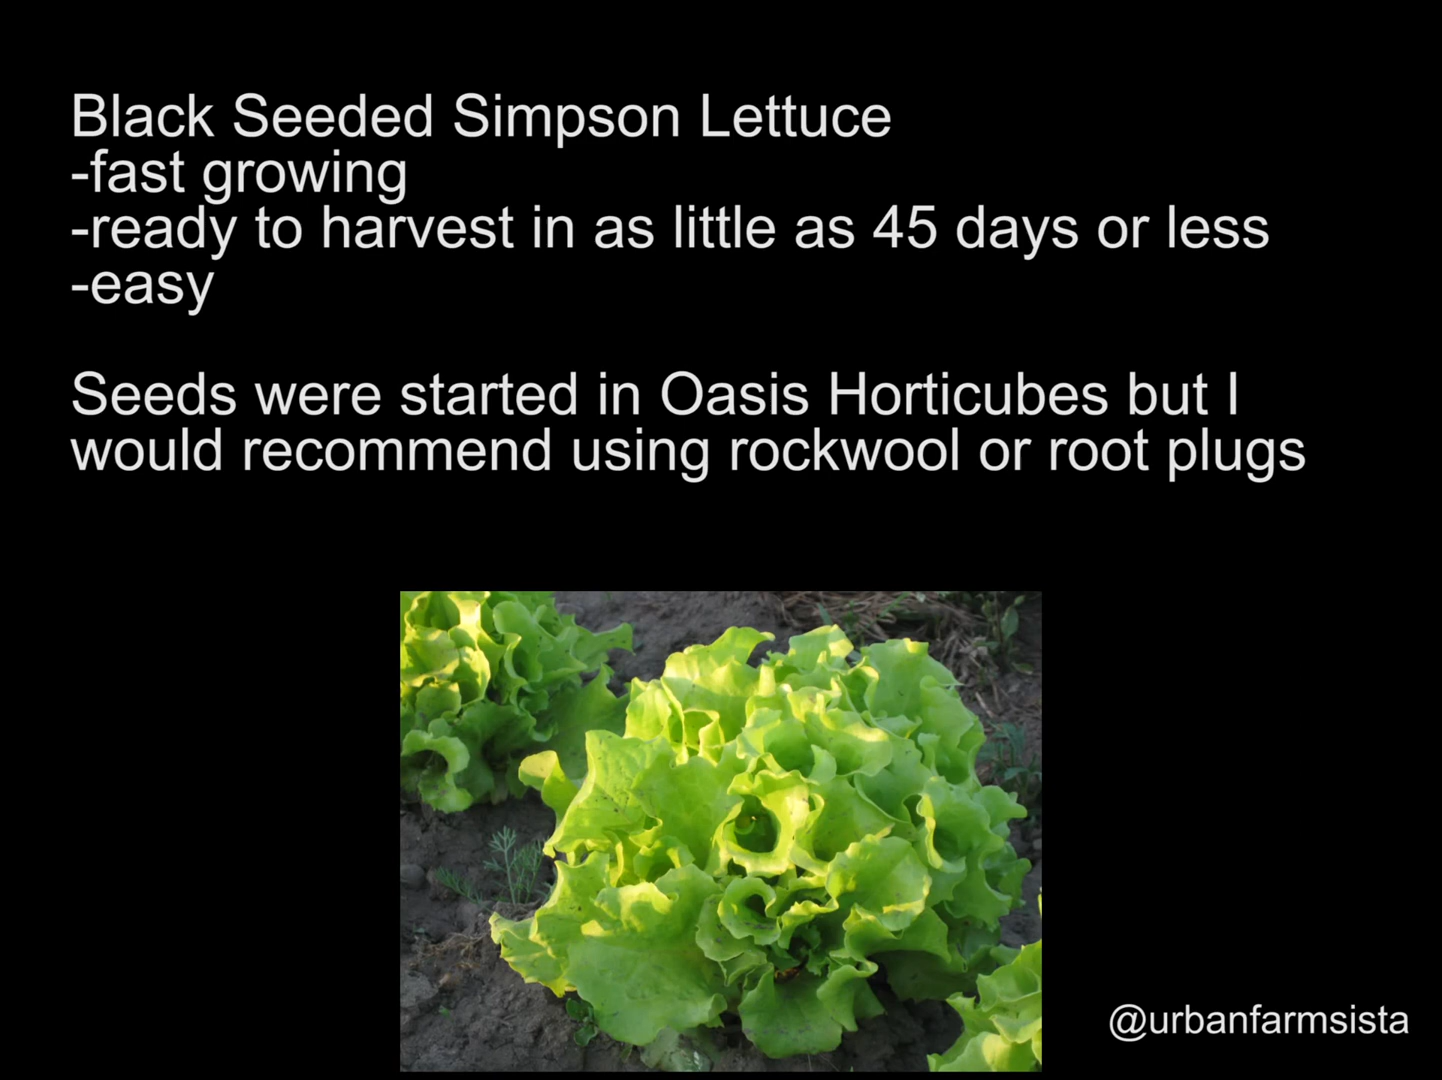 Black Seeded Simpson Lettuce
-fast growing
-ready to harvest in as little as 45 days or less
-easy
Seeds were started in Oasis Horticubes but I
would recommend using rockwool or root plugs
@urbanfarmsista